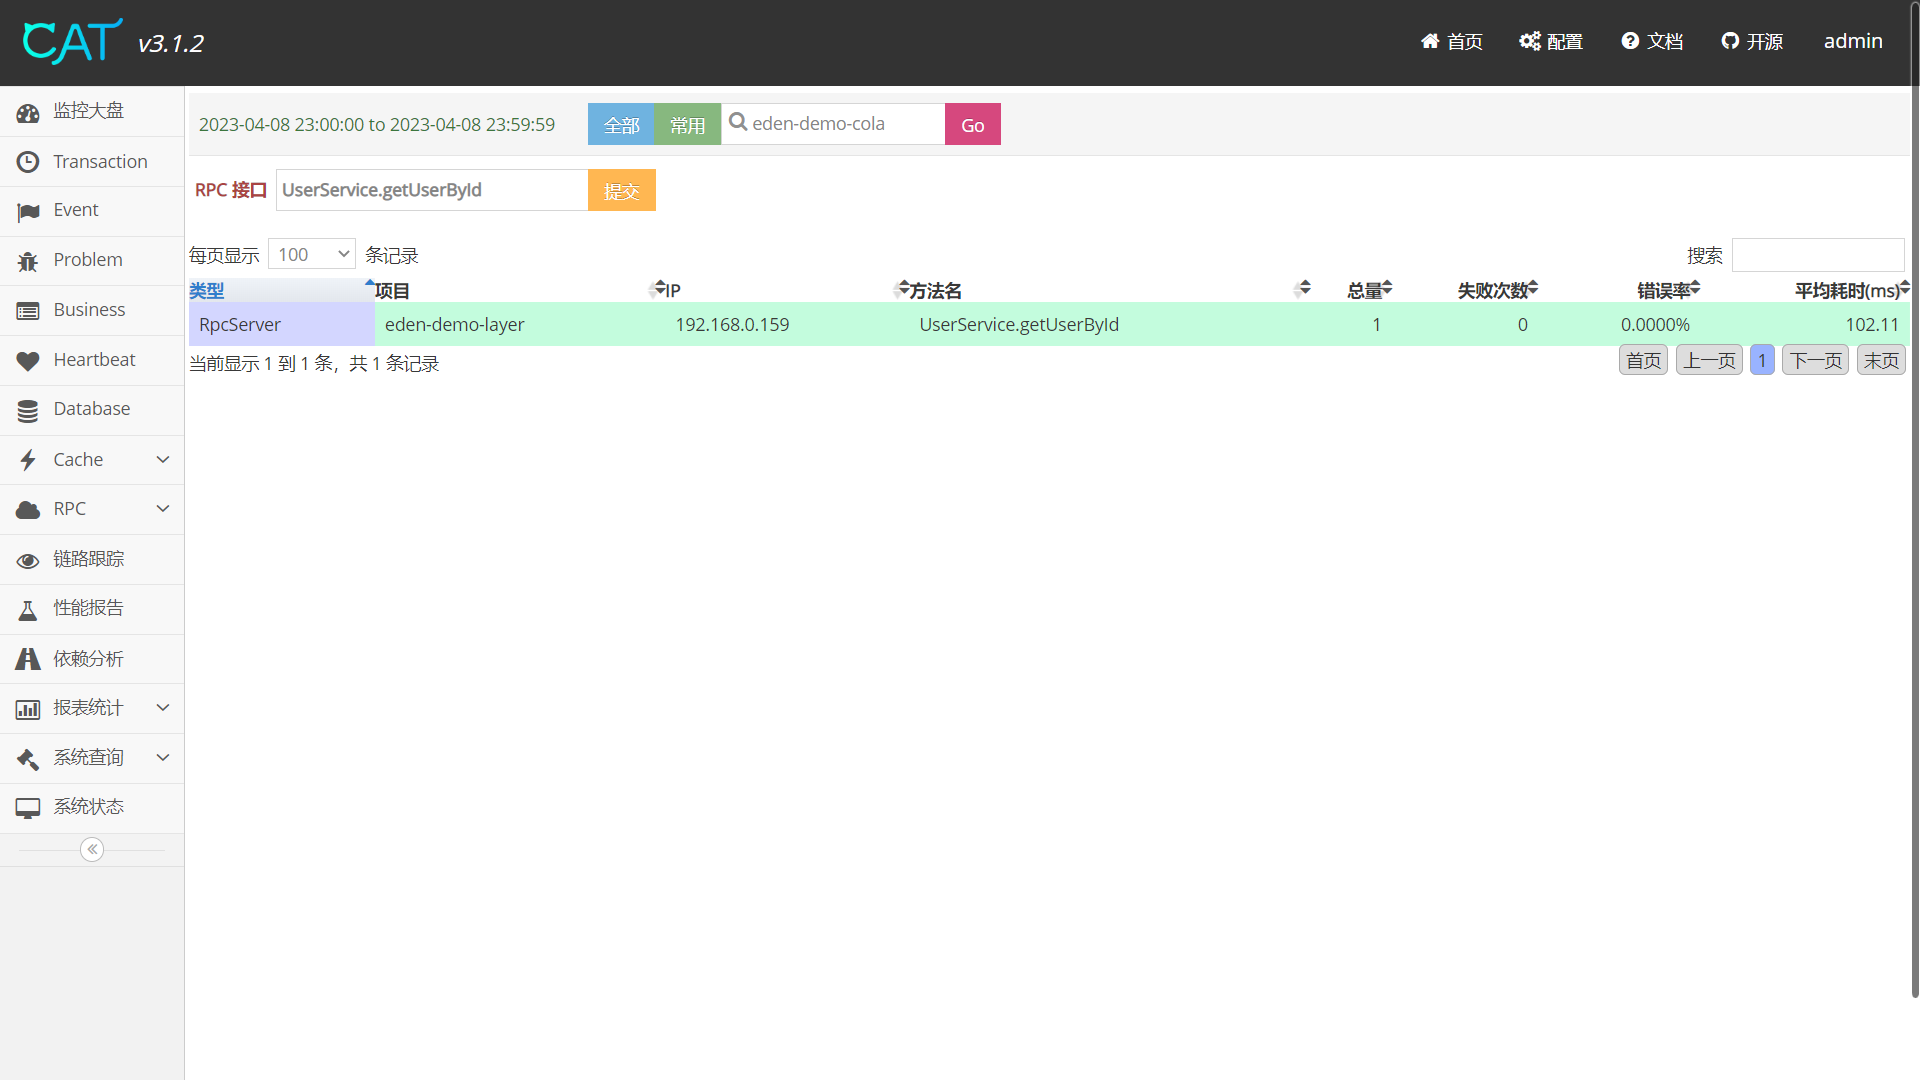 CAT v3.1.2
首页 配置 文档 开源 admin
监控大盘
Transaction
Event
Problem
Business
Heartbeat
Database
Cache
RPC
链路跟踪
性能报告
依赖分析
报表统计
系统查询
系统状态
2023-04-08 23:00:00 to 2023-04-08 23:59:59 全部 常用 eden-demo-cola Go
RPC 接口 UserService.getUserById 提交
每页显示 100 条记录 搜索
类型 项目 IP 方法名 总量 失败次数 错误率 平均耗时(ms)
RpcServer eden-demo-layer 192.168.0.159 UserService.getUserById 1 0 0.0000% 102.11
当前显示 1 到 1 条，共 1 条记录 首页 上一页 1 下一页 末页